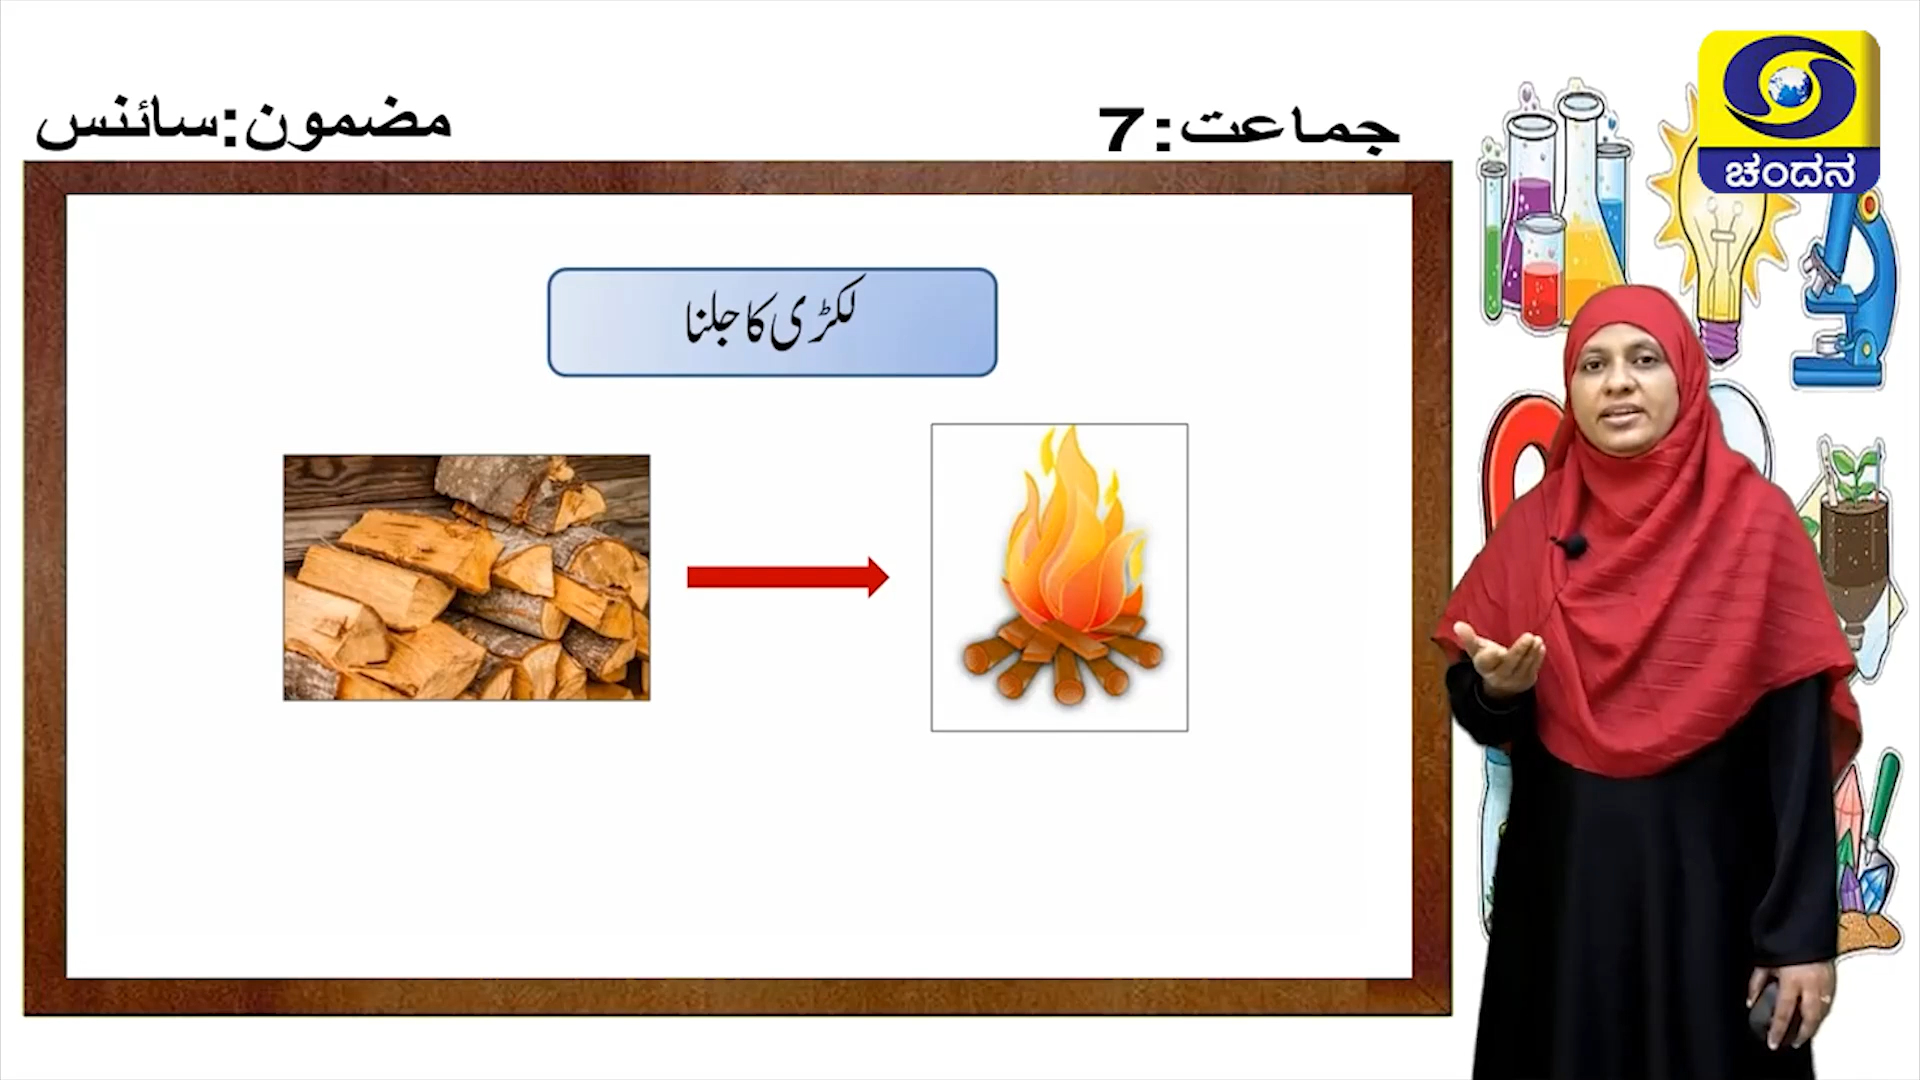 جماعت:7
مضمون:سائنس
ಚಂದನ
لکڑی کا جلنا